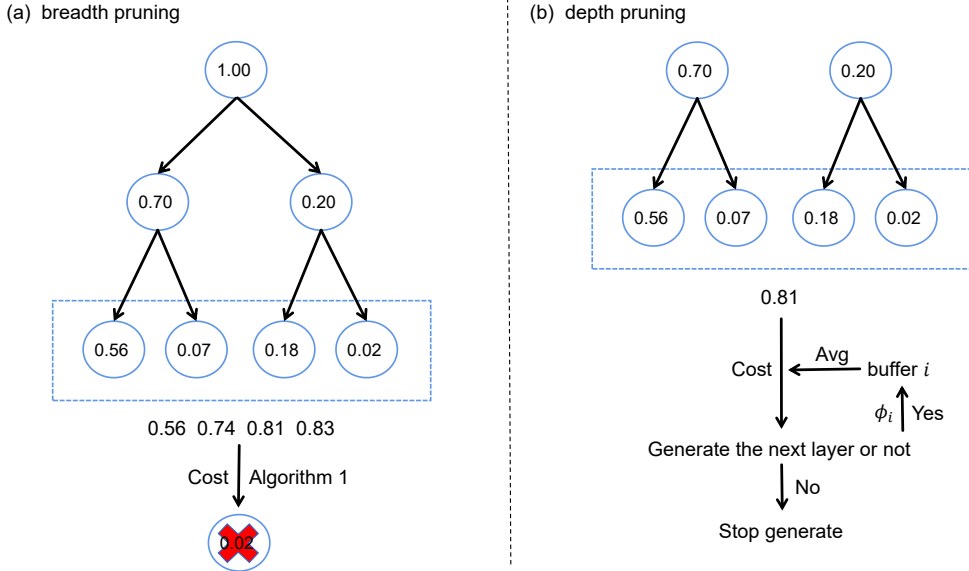 (a) breadth pruning
1.00
0.70 0.20
0.56 0.07 0.18 0.02
0.56 0.74 0.81 0.83
Cost Algorithm 1
0.02
(b) depth pruning
0.70 0.20
0.56 0.07 0.18 0.02
0.81
Cost Avg buffer i
ϕi Yes
Generate the next layer or not
No
Stop generate